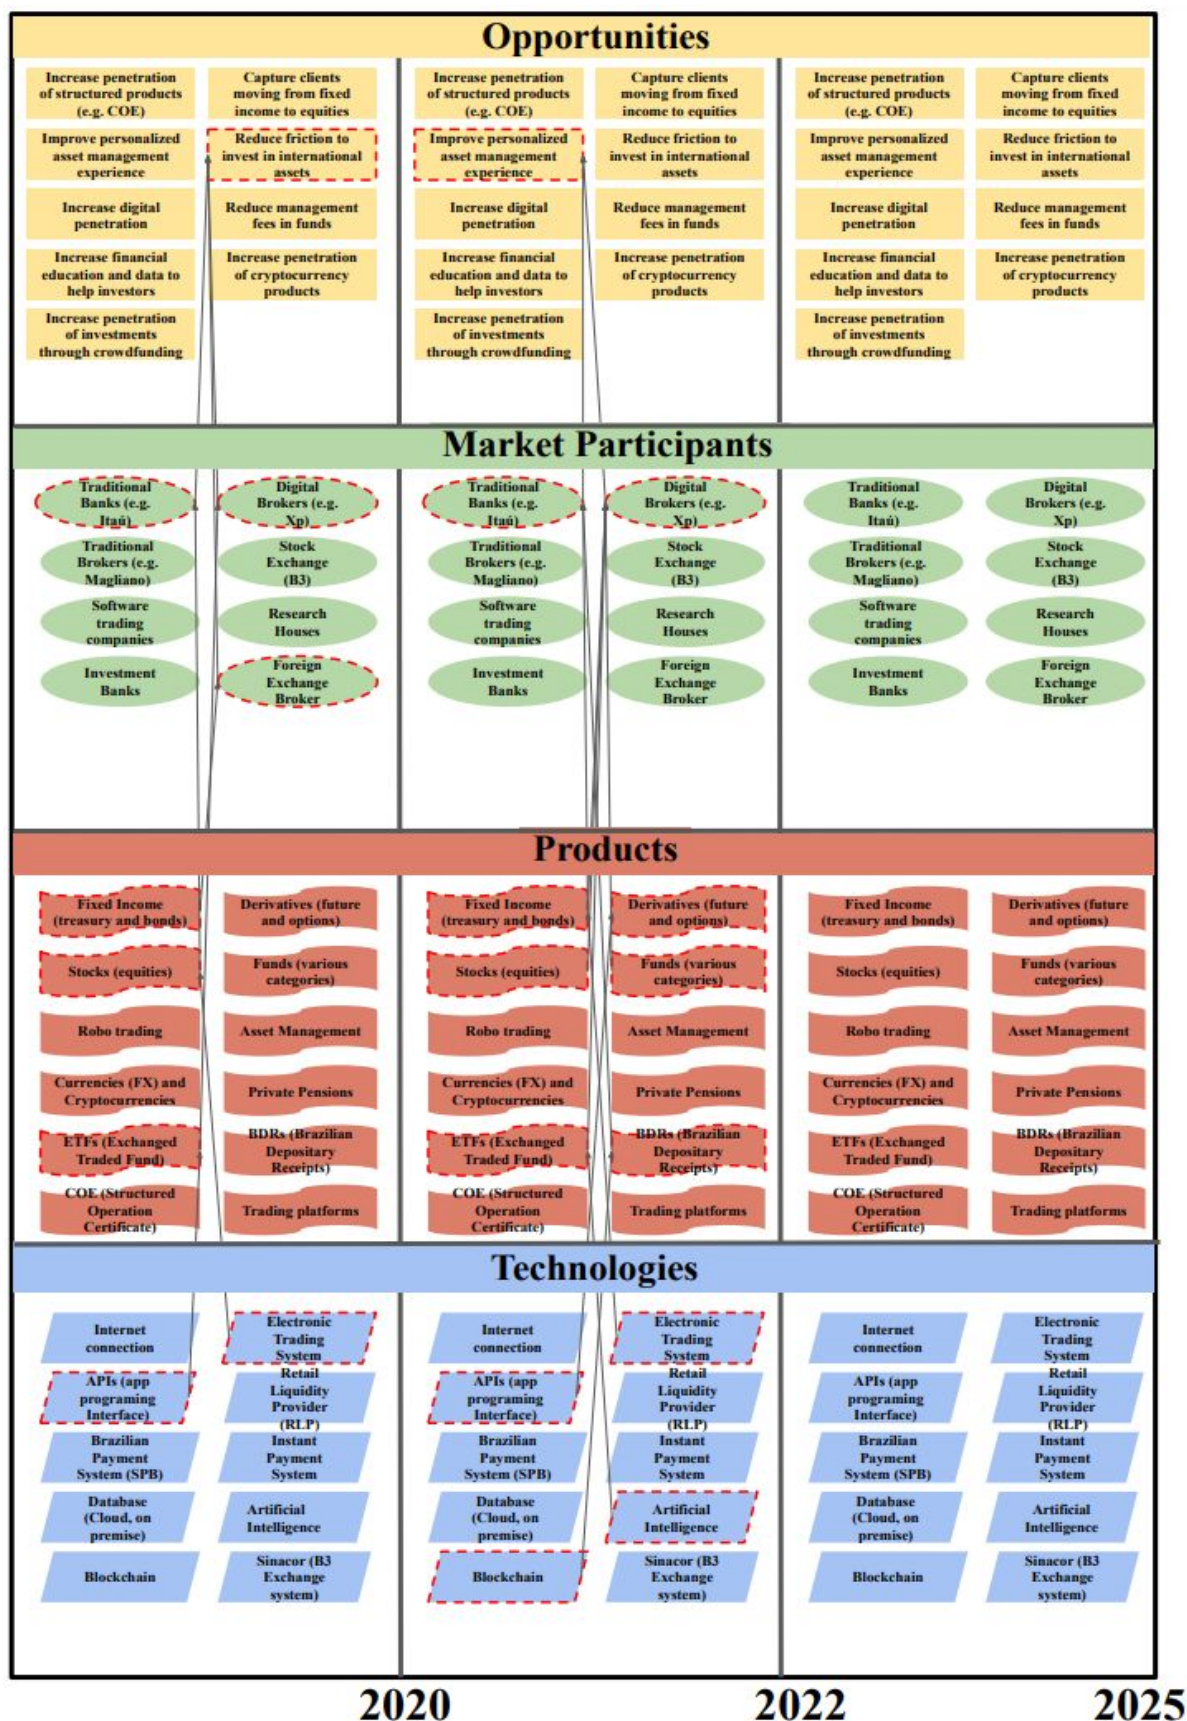 Opportunities
Increase penetration
of structured products
(e.g. COE)
Capture clients
moving from fixed
income to equities
Improve personalized
asset management
experience
Reduce friction to
invest in international
assets
Increase digital
penetration
Reduce management
fees in funds
Increase financial
education and data to
help investors
Increase penetration
of cryptocurrency
products
Increase penetration
of investments
through crowdfunding
Increase penetration
of structured products
(e.g. COE)
Capture clients
moving from fixed
income to equities
Improve personalized
asset management
experience
Reduce friction to
invest in international
assets
Increase digital
penetration
Reduce management
fees in funds
Increase financial
education and data to
help investors
Increase penetration
of cryptocurrency
products
Increase penetration
of investments
through crowdfunding
Increase penetration
of structured products
(e.g. COE)
Capture clients
moving from fixed
income to equities
Improve personalized
asset management
experience
Reduce friction to
invest in international
assets
Increase digital
penetration
Reduce management
fees in funds
Increase financial
education and data to
help investors
Increase penetration
of cryptocurrency
products
Increase penetration
of investments
through crowdfunding
Market Participants
Traditional
Banks (e.g.
Itaú)
Digital
Brokers (e.g.
Xp)
Traditional
Brokers (e.g.
Magliano)
Stock
Exchange
(B3)
Software
trading
companies
Research
Houses
Investment
Banks
Foreign
Exchange
Broker
Traditional
Banks (e.g.
Itaú)
Digital
Brokers (e.g.
Xp)
Traditional
Brokers (e.g.
Magliano)
Stock
Exchange
(B3)
Software
trading
companies
Research
Houses
Investment
Banks
Foreign
Exchange
Broker
Traditional
Banks (e.g.
Itaú)
Digital
Brokers (e.g.
Xp)
Traditional
Brokers (e.g.
Magliano)
Stock
Exchange
(B3)
Software
trading
companies
Research
Houses
Investment
Banks
Foreign
Exchange
Broker
Products
Fixed Income
(treasury and bonds)
Derivatives (future
and options)
Stocks (equities)
Funds (various
categories)
Robo trading
Asset Management
Currencies (FX) and
Cryptocurrencies
Private Pensions
ETFs (Exchanged
Traded Fund)
BDRs (Brazilian
Depositary
Receipts)
COE (Structured
Operation
Certificate)
Trading platforms
Fixed Income
(treasury and bonds)
Derivatives (future
and options)
Stocks (equities)
Funds (various
categories)
Robo trading
Asset Management
Currencies (FX) and
Cryptocurrencies
Private Pensions
ETFs (Exchanged
Traded Fund)
BDRs (Brazilian
Depositary
Receipts)
COE (Structured
Operation
Certificate)
Trading platforms
Fixed Income
(treasury and bonds)
Derivatives (future
and options)
Stocks (equities)
Funds (various
categories)
Robo trading
Asset Management
Currencies (FX) and
Cryptocurrencies
Private Pensions
ETFs (Exchanged
Traded Fund)
BDRs (Brazilian
Depositary
Receipts)
COE (Structured
Operation
Certificate)
Trading platforms
Technologies
Internet
connection
Electronic
Trading
System
APIs (app
programing
Interface)
Retail
Liquidity
Provider
(RLP)
Brazilian
Payment
System (SPB)
Instant
Payment
System
Database
(Cloud, on
premise)
Artificial
Intelligence
Blockchain
Sinacor (B3
Exchange
system)
Internet
connection
Electronic
Trading
System
APIs (app
programing
Interface)
Retail
Liquidity
Provider
(RLP)
Brazilian
Payment
System (SPB)
Instant
Payment
System
Database
(Cloud, on
premise)
Artificial
Intelligence
Blockchain
Sinacor (B3
Exchange
system)
Internet
connection
Electronic
Trading
System
APIs (app
programing
Interface)
Retail
Liquidity
Provider
(RLP)
Brazilian
Payment
System (SPB)
Instant
Payment
System
Database
(Cloud, on
premise)
Artificial
Intelligence
Blockchain
Sinacor (B3
Exchange
system)
2020
2022
2025